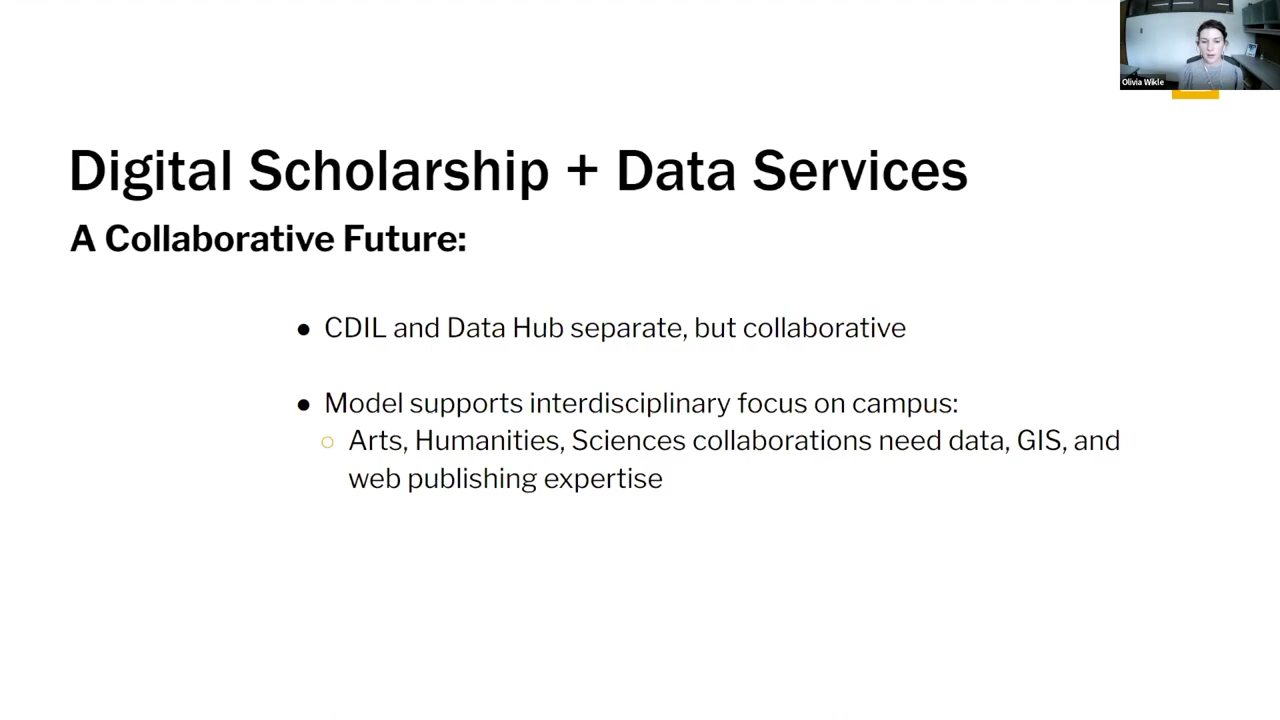 Olivia Wikle
Digital Scholarship + Data Services
A Collaborative Future:
● CDIL and Data Hub separate, but collaborative
● Model supports interdisciplinary focus on campus:
○ Arts, Humanities, Sciences collaborations need data, GIS, and
web publishing expertise